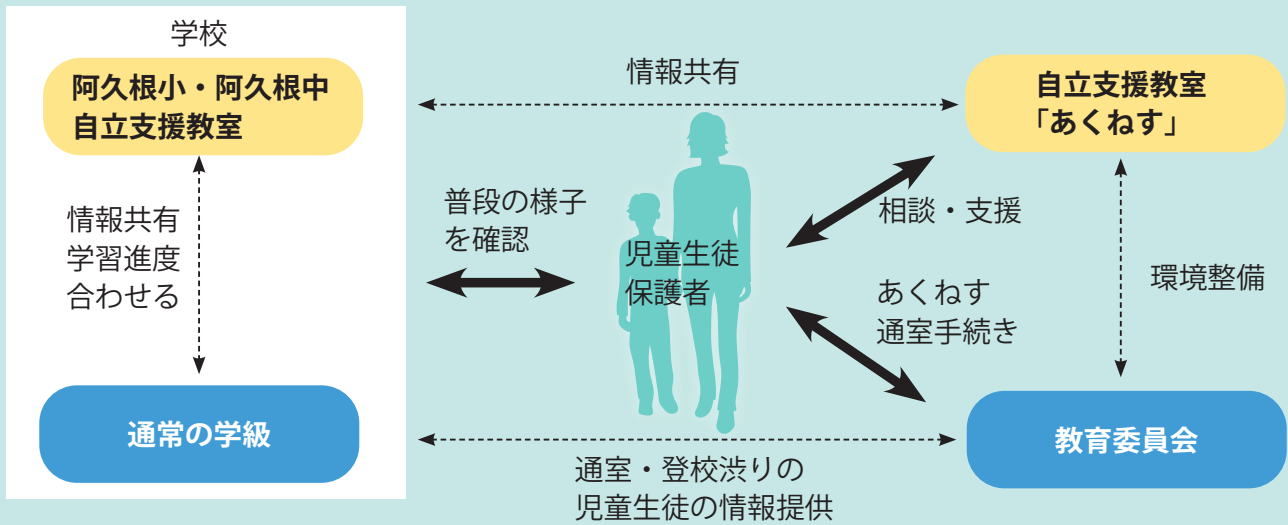 学校
阿久根小・阿久根中
自立支援教室
情報共有
学習進度
合わせる
通常の学級
情報共有
普段の様子
を確認
児童生徒
保護者
相談・支援
あくねす
通室手続き
通室・登校渋りの
児童生徒の情報提供
自立支援教室
「あくねす」
環境整備
教育委員会